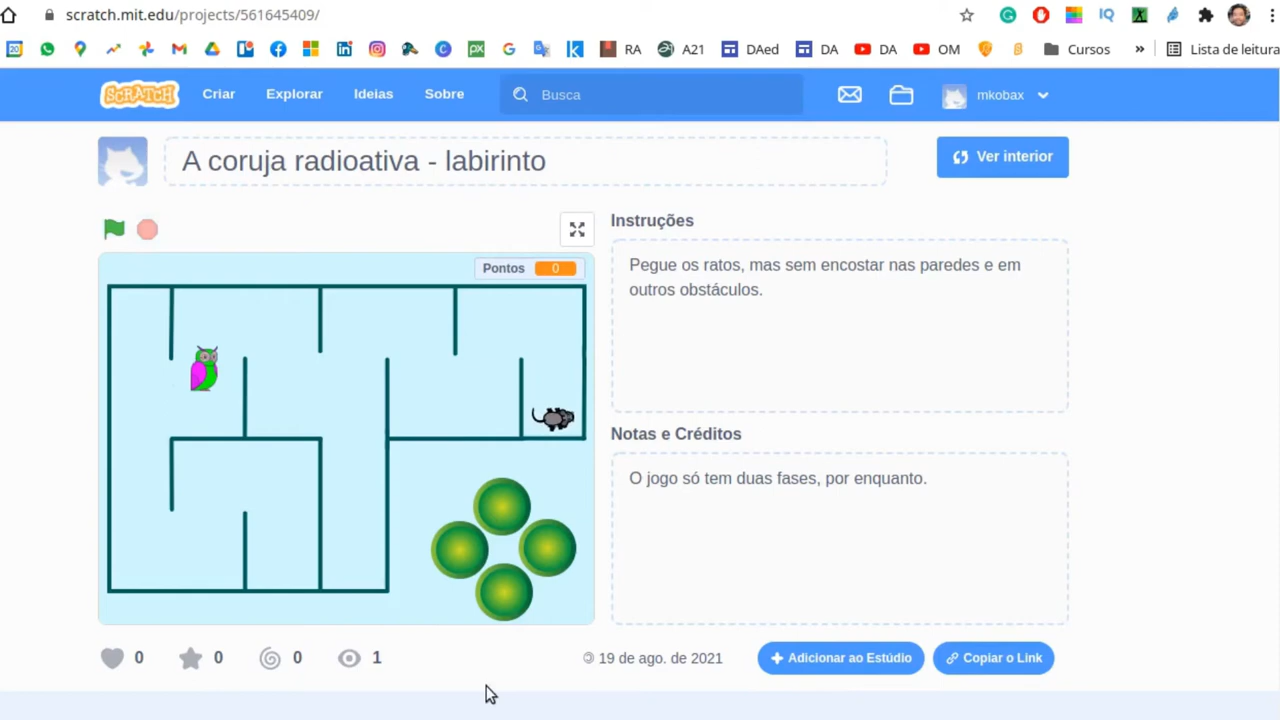 scratch.mit.edu/projects/561645409/
RA A21 DAed DA DA OM Cursos » Lista de leitura
SCRATCH Criar Explorar Ideias Sobre Busca mkobax
A coruja radioativa - labirinto
Ver interior
Instruções
Pontos 0
Pegue os ratos, mas sem encostar nas paredes e em
outros obstáculos.
Notas e Créditos
O jogo só tem duas fases, por enquanto.
0 0 0 1 19 de ago. de 2021 Adicionar ao Estúdio Copiar o Link